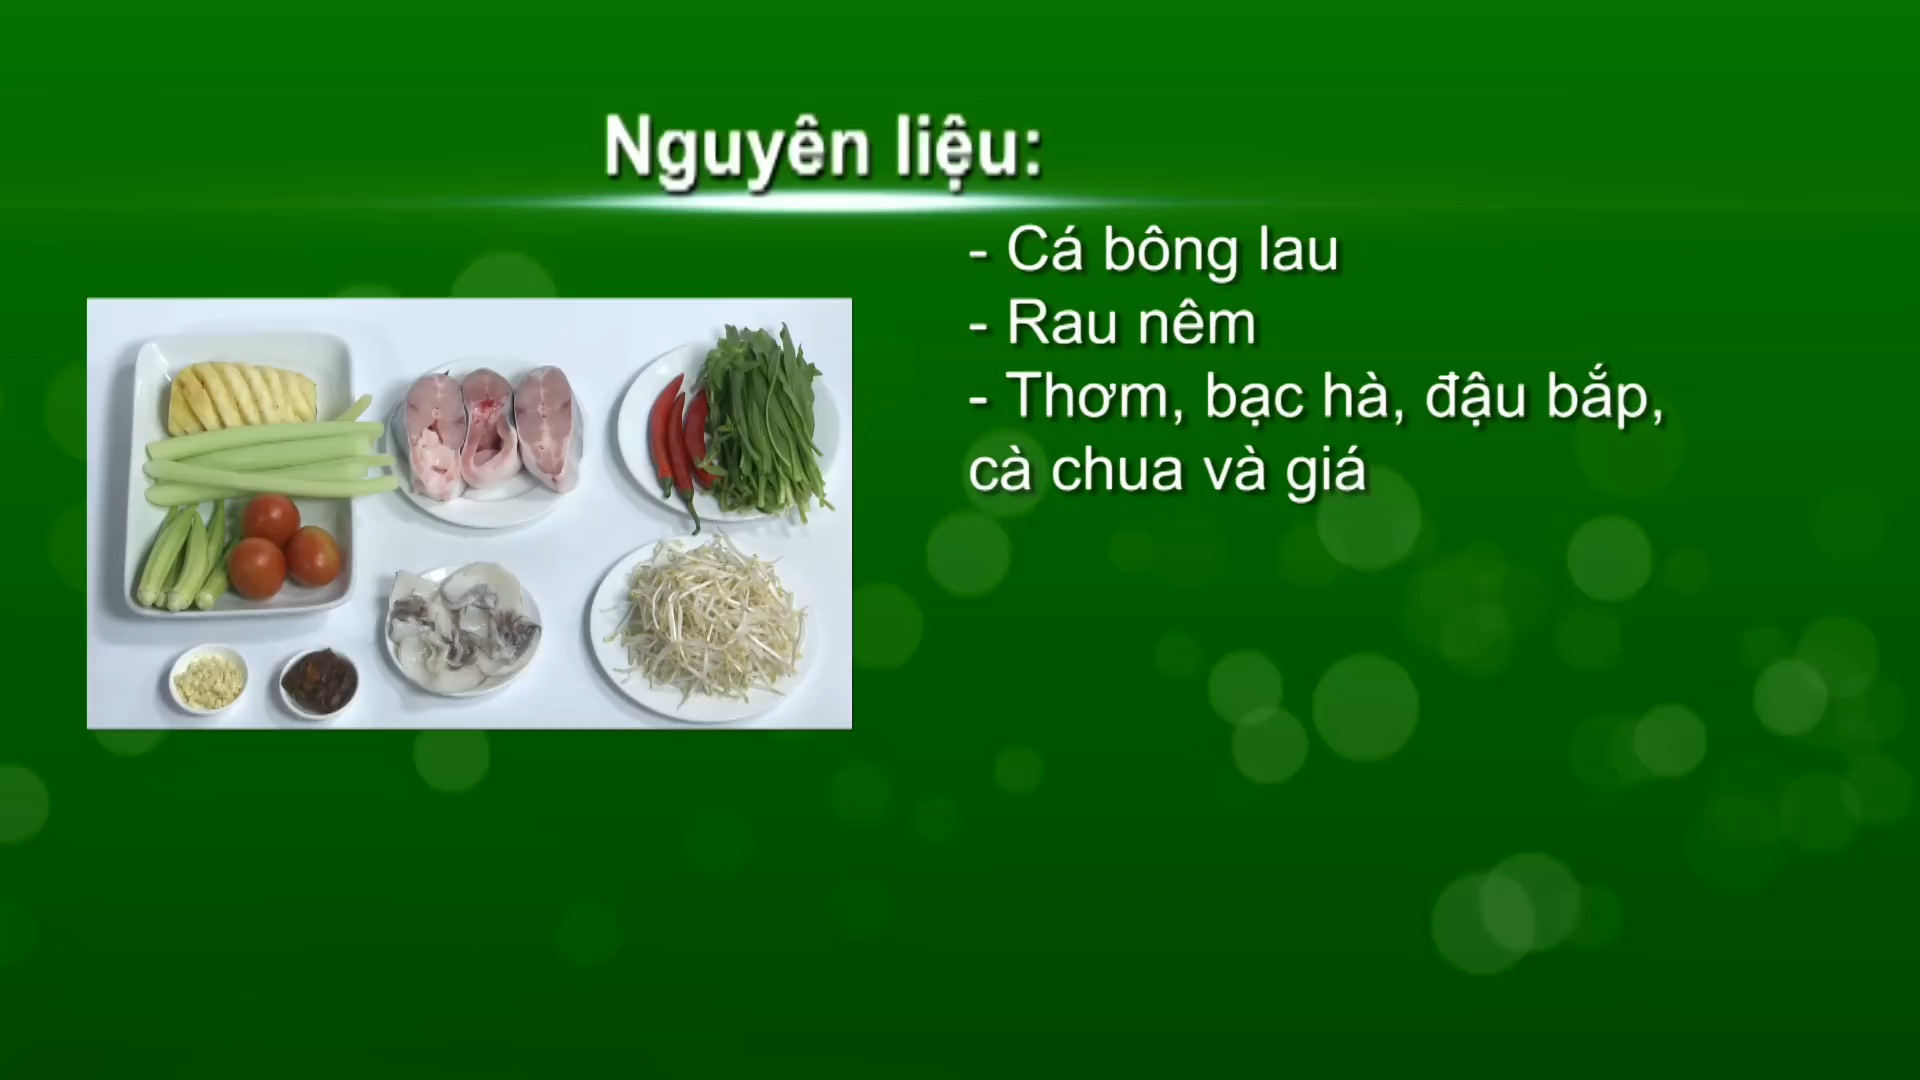 Nguyên liệu:
- Cá bông lau
- Rau nêm
- Thơm, bạc hà, đậu bắp,
cà chua và giá